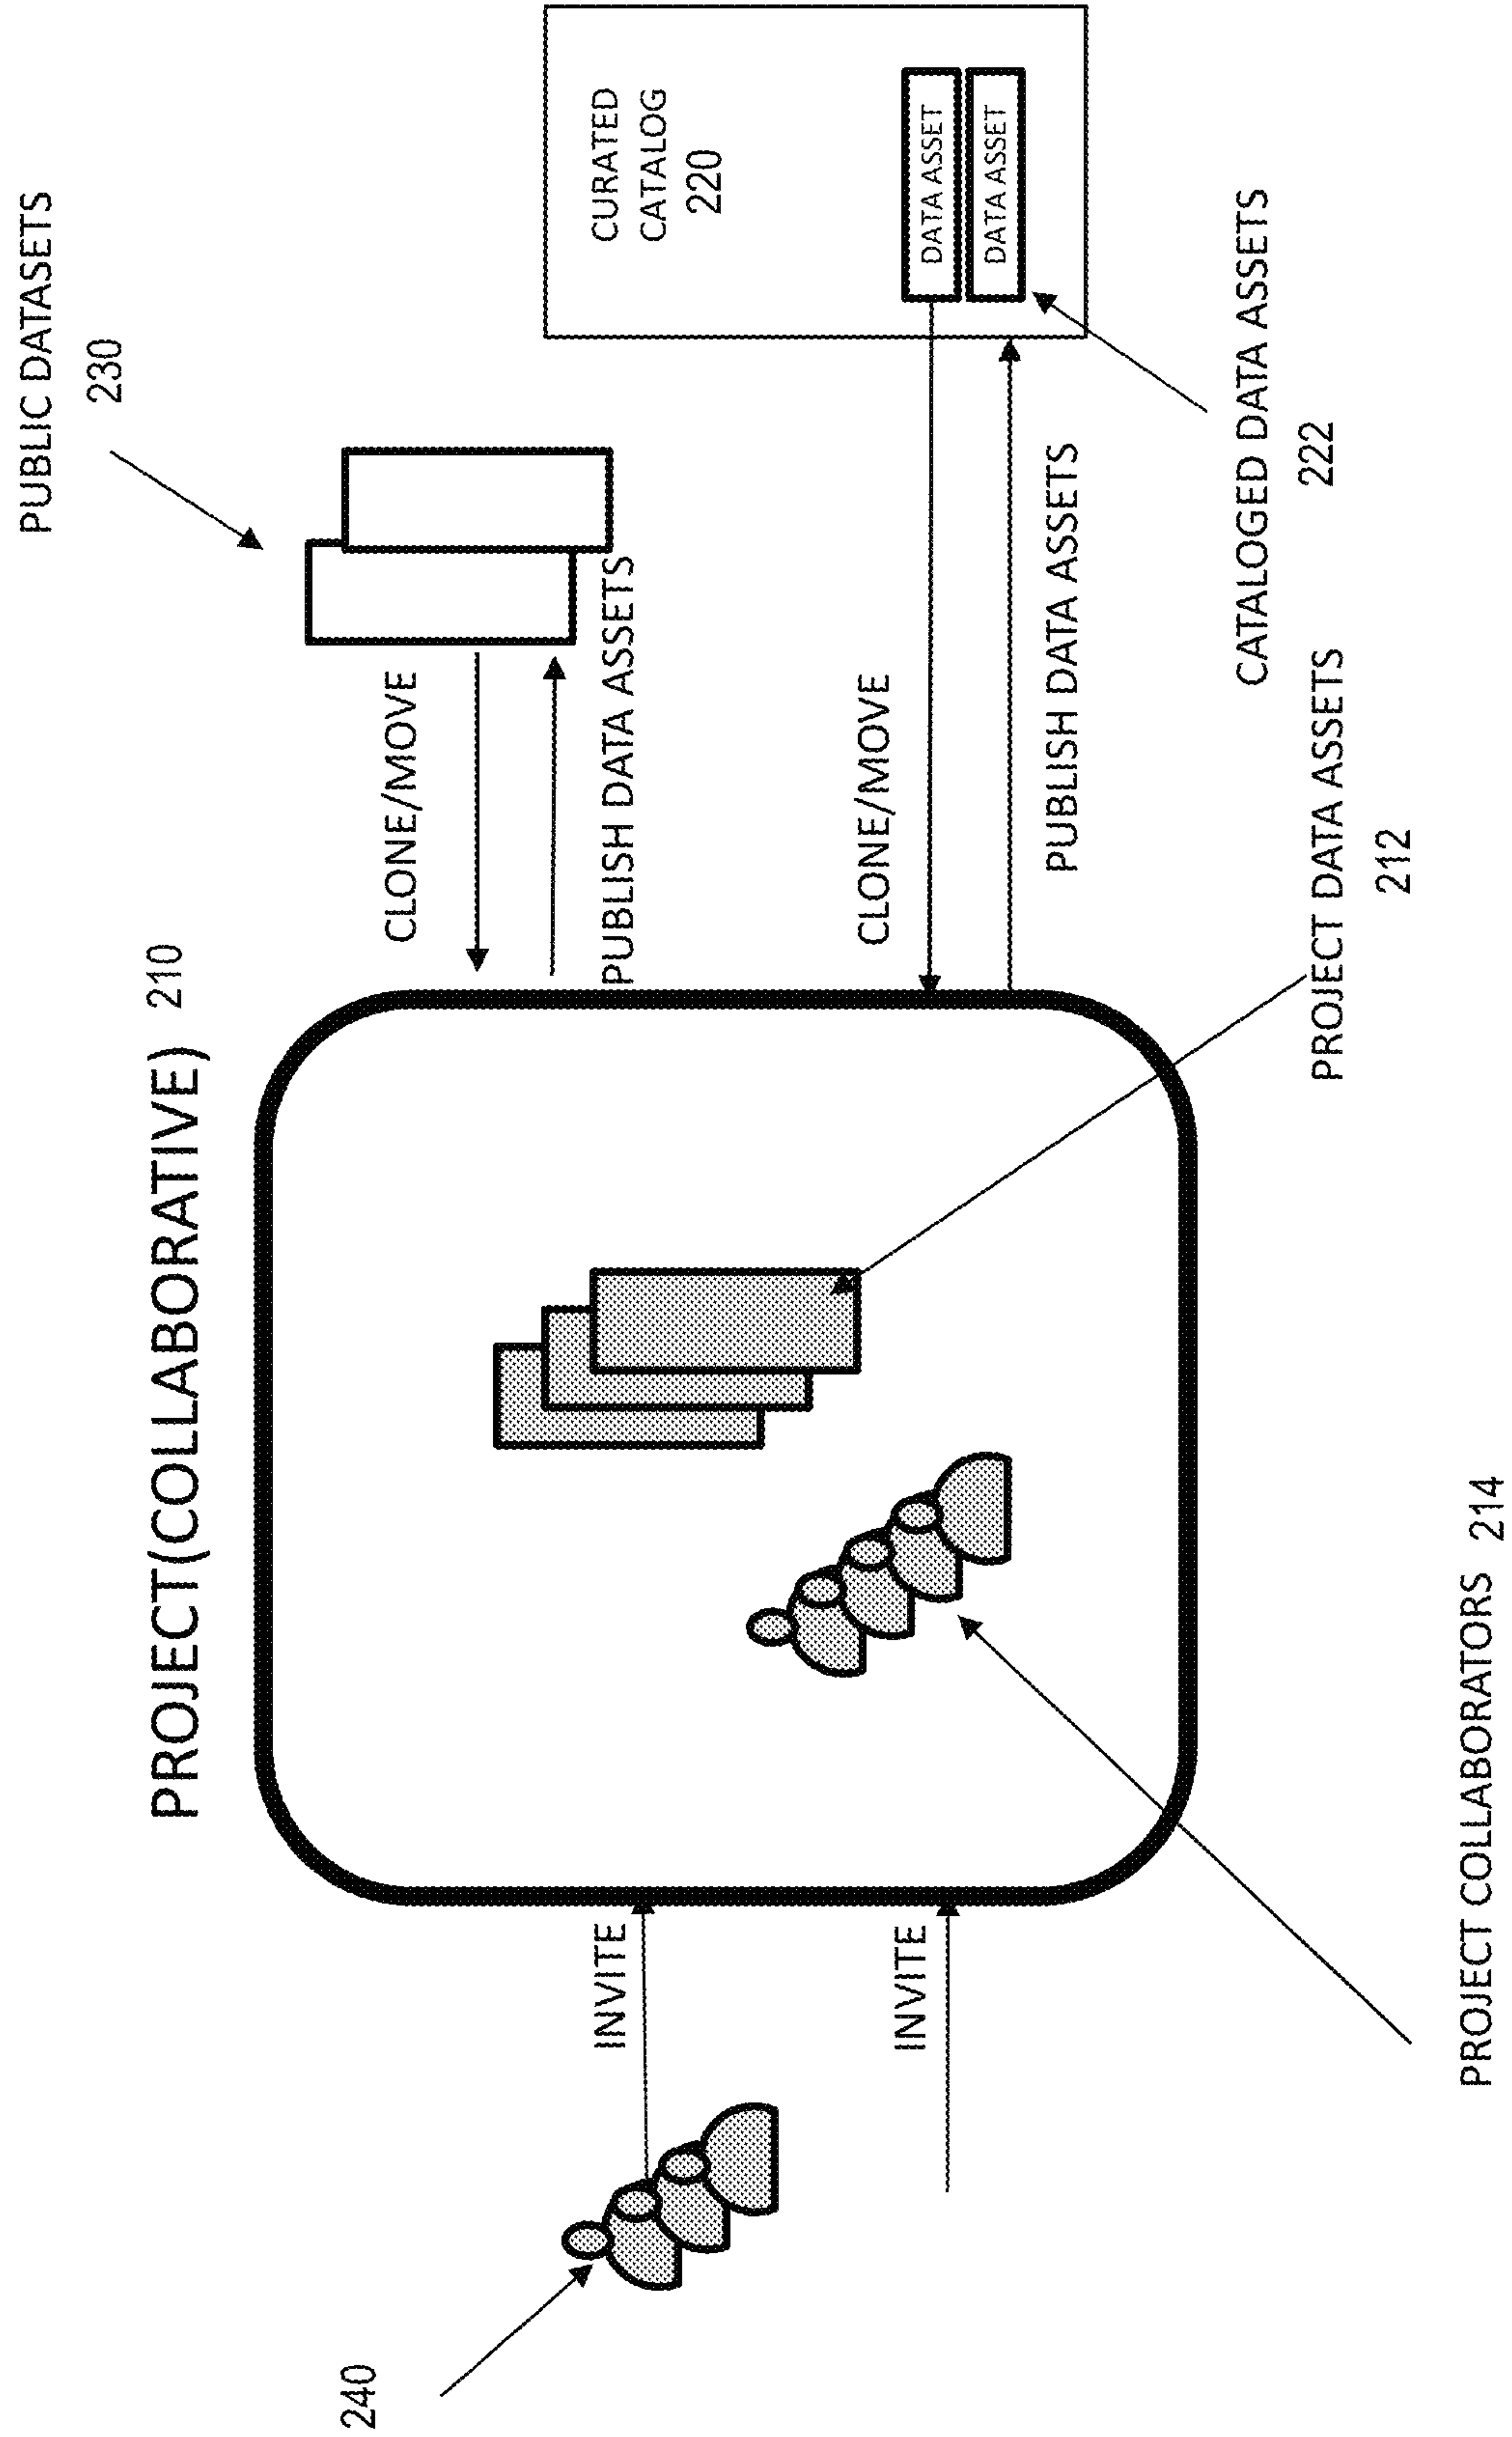 PUBLIC DATASETS
230
PROJECT(COLLABORATIVE) 210
CLONE/MOVE
PUBLISH DATA ASSETS
CURATED
CATALOG
220
DATA ASSET
DATA ASSET
CLONE/MOVE
PUBLISH DATA ASSETS
CATALOGED DATA ASSETS
222
PROJECT DATA ASSETS
212
INVITE
INVITE
240
PROJECT COLLABORATORS 214